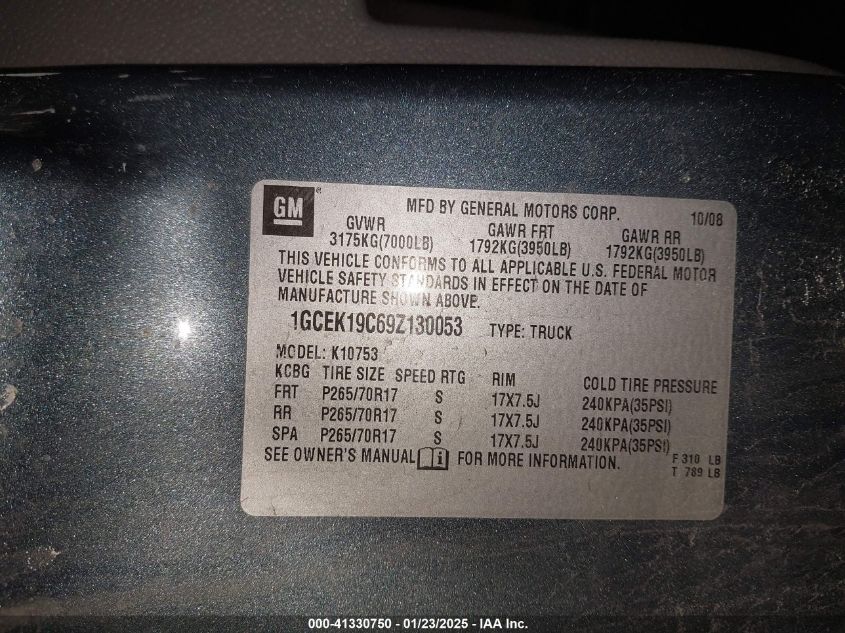 GM ®
MFD BY GENERAL MOTORS CORP. 10/08
GVWR GAWR FRT GAWR RR
3175KG(7000LB) 1792KG(3950LB) 1792KG(3950LB)
THIS VEHICLE CONFORMS TO ALL APPLICABLE U.S. FEDERAL MOTOR
VEHICLE SAFETY STANDARDS IN EFFECT ON THE DATE OF
MANUFACTURE SHOWN ABOVE.
1GCEK19C69Z130053 TYPE: TRUCK
MODEL: K10753
KCBG TIRE SIZE SPEED RTG RIM COLD TIRE PRESSURE
FRT P265/70R17 S 17X7.5J 240KPA(35PSI)
RR P265/70R17 S 17X7.5J 240KPA(35PSI)
SPA P265/70R17 S 17X7.5J 240KPA(35PSI)
SEE OWNER'S MANUAL i FOR MORE INFORMATION.
F 310 LB
T 789 LB
000-41330750 - 01/23/2025 - IAA Inc.